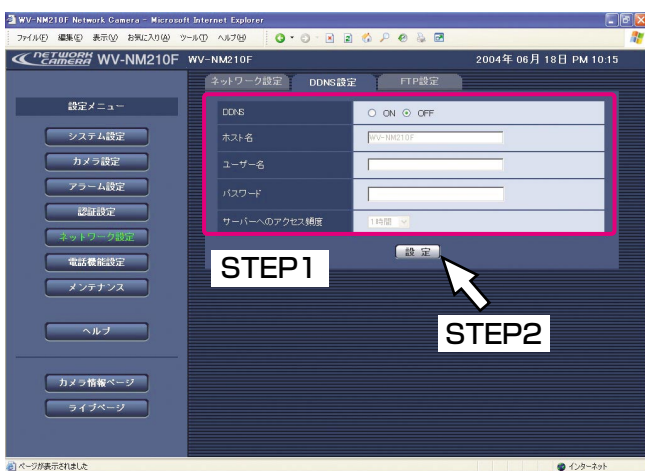 WV-NM210F Network Camera - Microsoft Internet Explorer
ファイル(F) 編集(E) 表示(V) お気に入り(A) ツール(T) ヘルプ(H)
NETWORK CAMERA WV-NM210F WV-NM210F 2004年 06月 18日 PM 10:15
ネットワーク設定 DDNS設定 FTP設定
設定メニュー
システム設定
カメラ設定
アラーム設定
認証設定
ネットワーク設定
電話機能設定
メンテナンス
ヘルプ
カメラ情報ページ
ライブページ
DDNS ON OFF
ホスト名 WV-NM210F
ユーザー名
パスワード
サーバーへのアクセス頻度 1時間
設 定
STEP1
STEP2
ページが表示されました インターネット